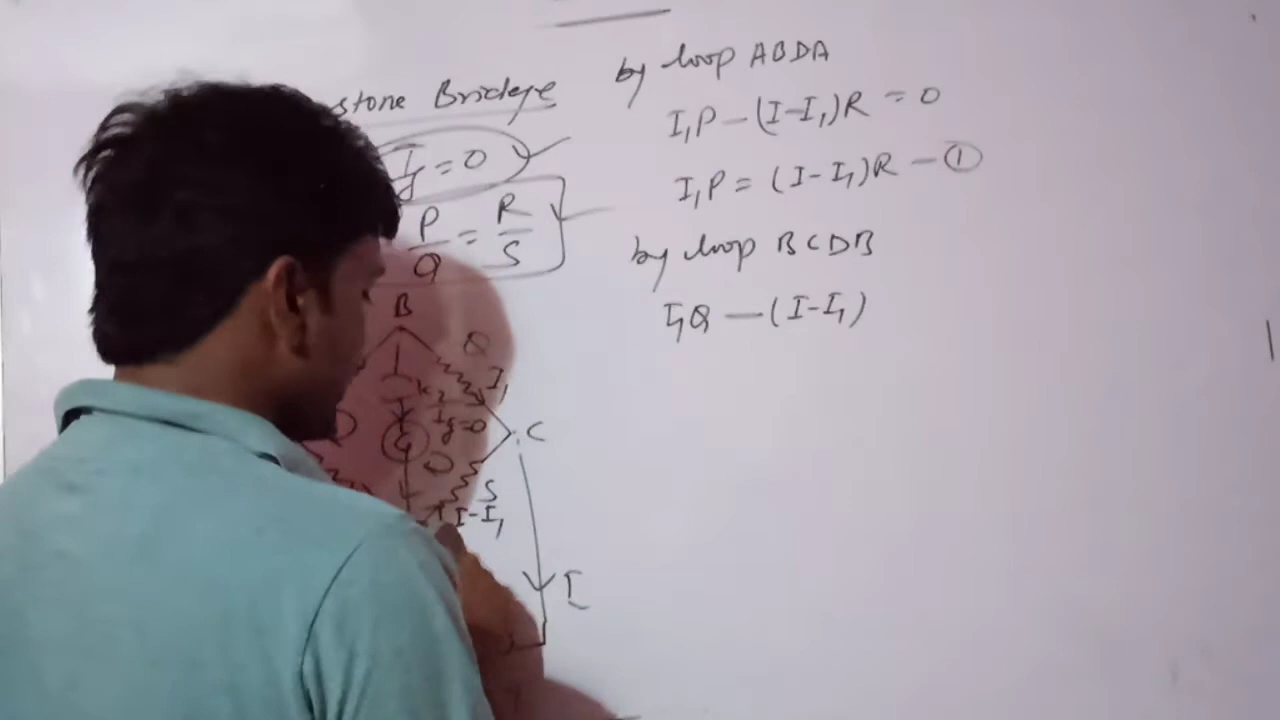 stone Bridge
Ig = 0
P/Q = R/S
B
Q
I₁
Ig=0
G
C
S
I-I₁
I
by loop ABDA
I₁P - (I-I₁)R = 0
I₁P = (I-I₁)R - ①
by loop BCDB
I₁Q - (I-I₁)